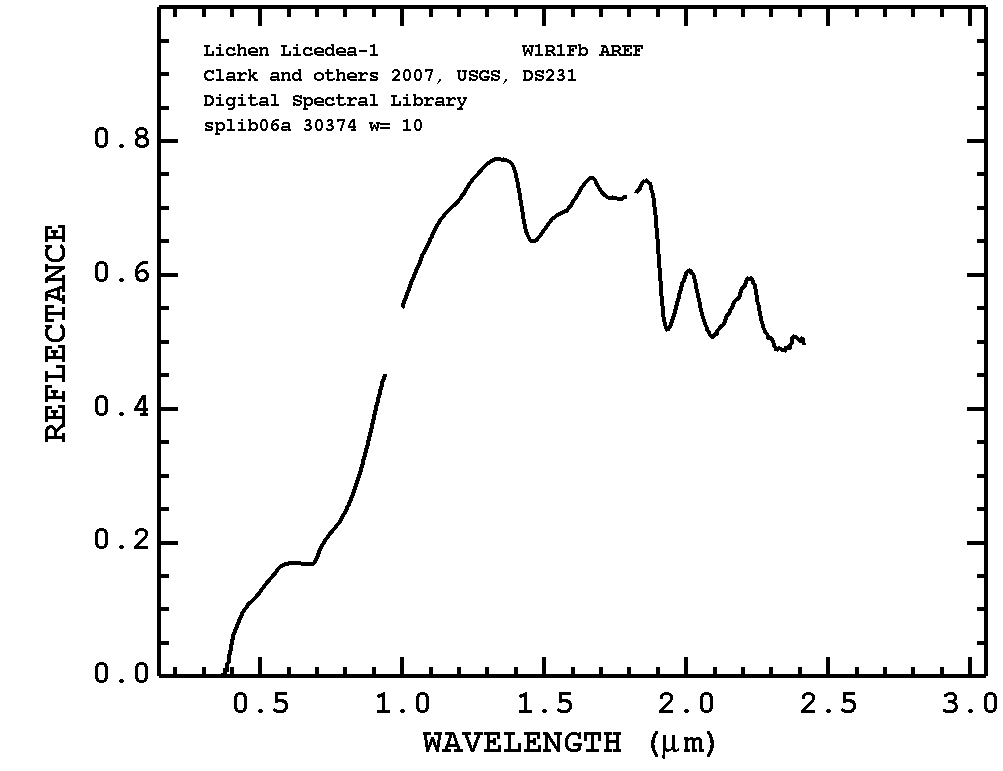 Lichen Licedea-1 W1R1Fb AREF
Clark and others 2007, USGS, DS231
Digital Spectral Library
splib06a 30374 w= 10
0.8
0.6
0.4
0.2
0.0
REFLECTANCE
0.5 1.0 1.5 2.0 2.5 3.0
WAVELENGTH (μm)